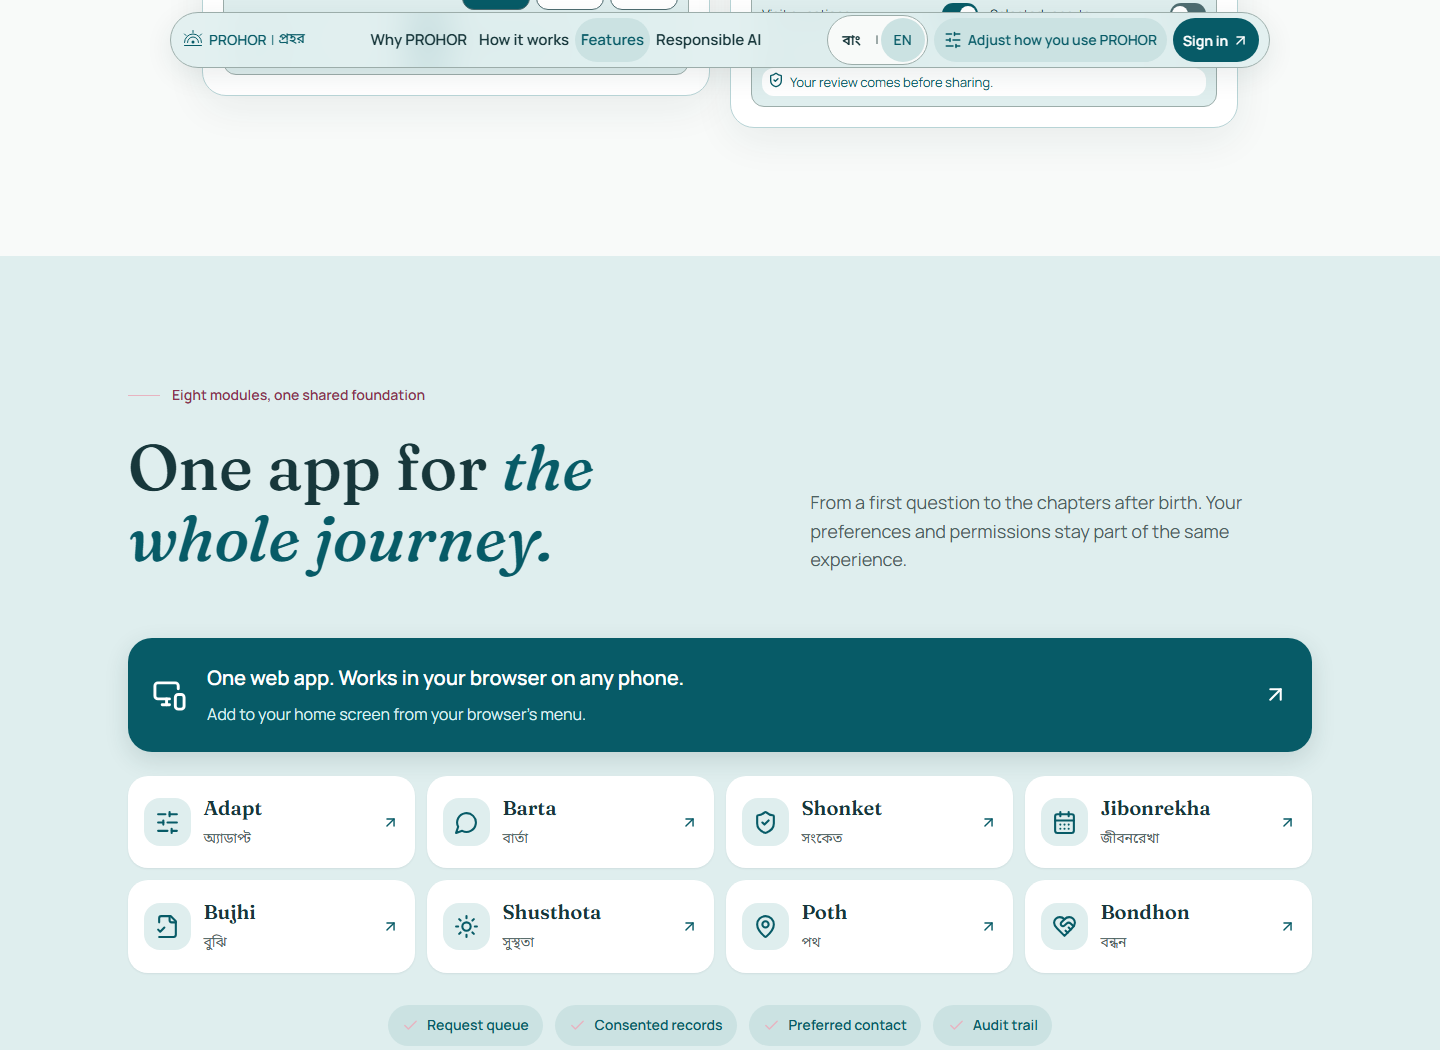 PROHOR | প্রহর
Why PROHOR
How it works
Features
Responsible AI
বাং | EN
Adjust how you use PROHOR
Sign in
Your review comes before sharing.
Eight modules, one shared foundation
One app for the
whole journey.
From a first question to the chapters after birth. Your
preferences and permissions stay part of the same
experience.
One web app. Works in your browser on any phone.
Add to your home screen from your browser's menu.
Adapt
অ্যাডাপ্ট
Barta
বার্তা
Shonket
সংকেত
Jibonrekha
জীবনরেখা
Bujhi
বুঝি
Shusthota
সুস্থতা
Poth
পথ
Bondhon
বন্ধন
Request queue
Consented records
Preferred contact
Audit trail